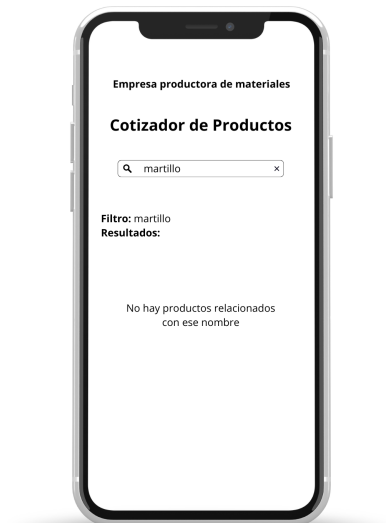 Empresa productora de materiales
Cotizador de Productos
martillo ×
Filtro: martillo
Resultados:
No hay productos relacionados
con ese nombre